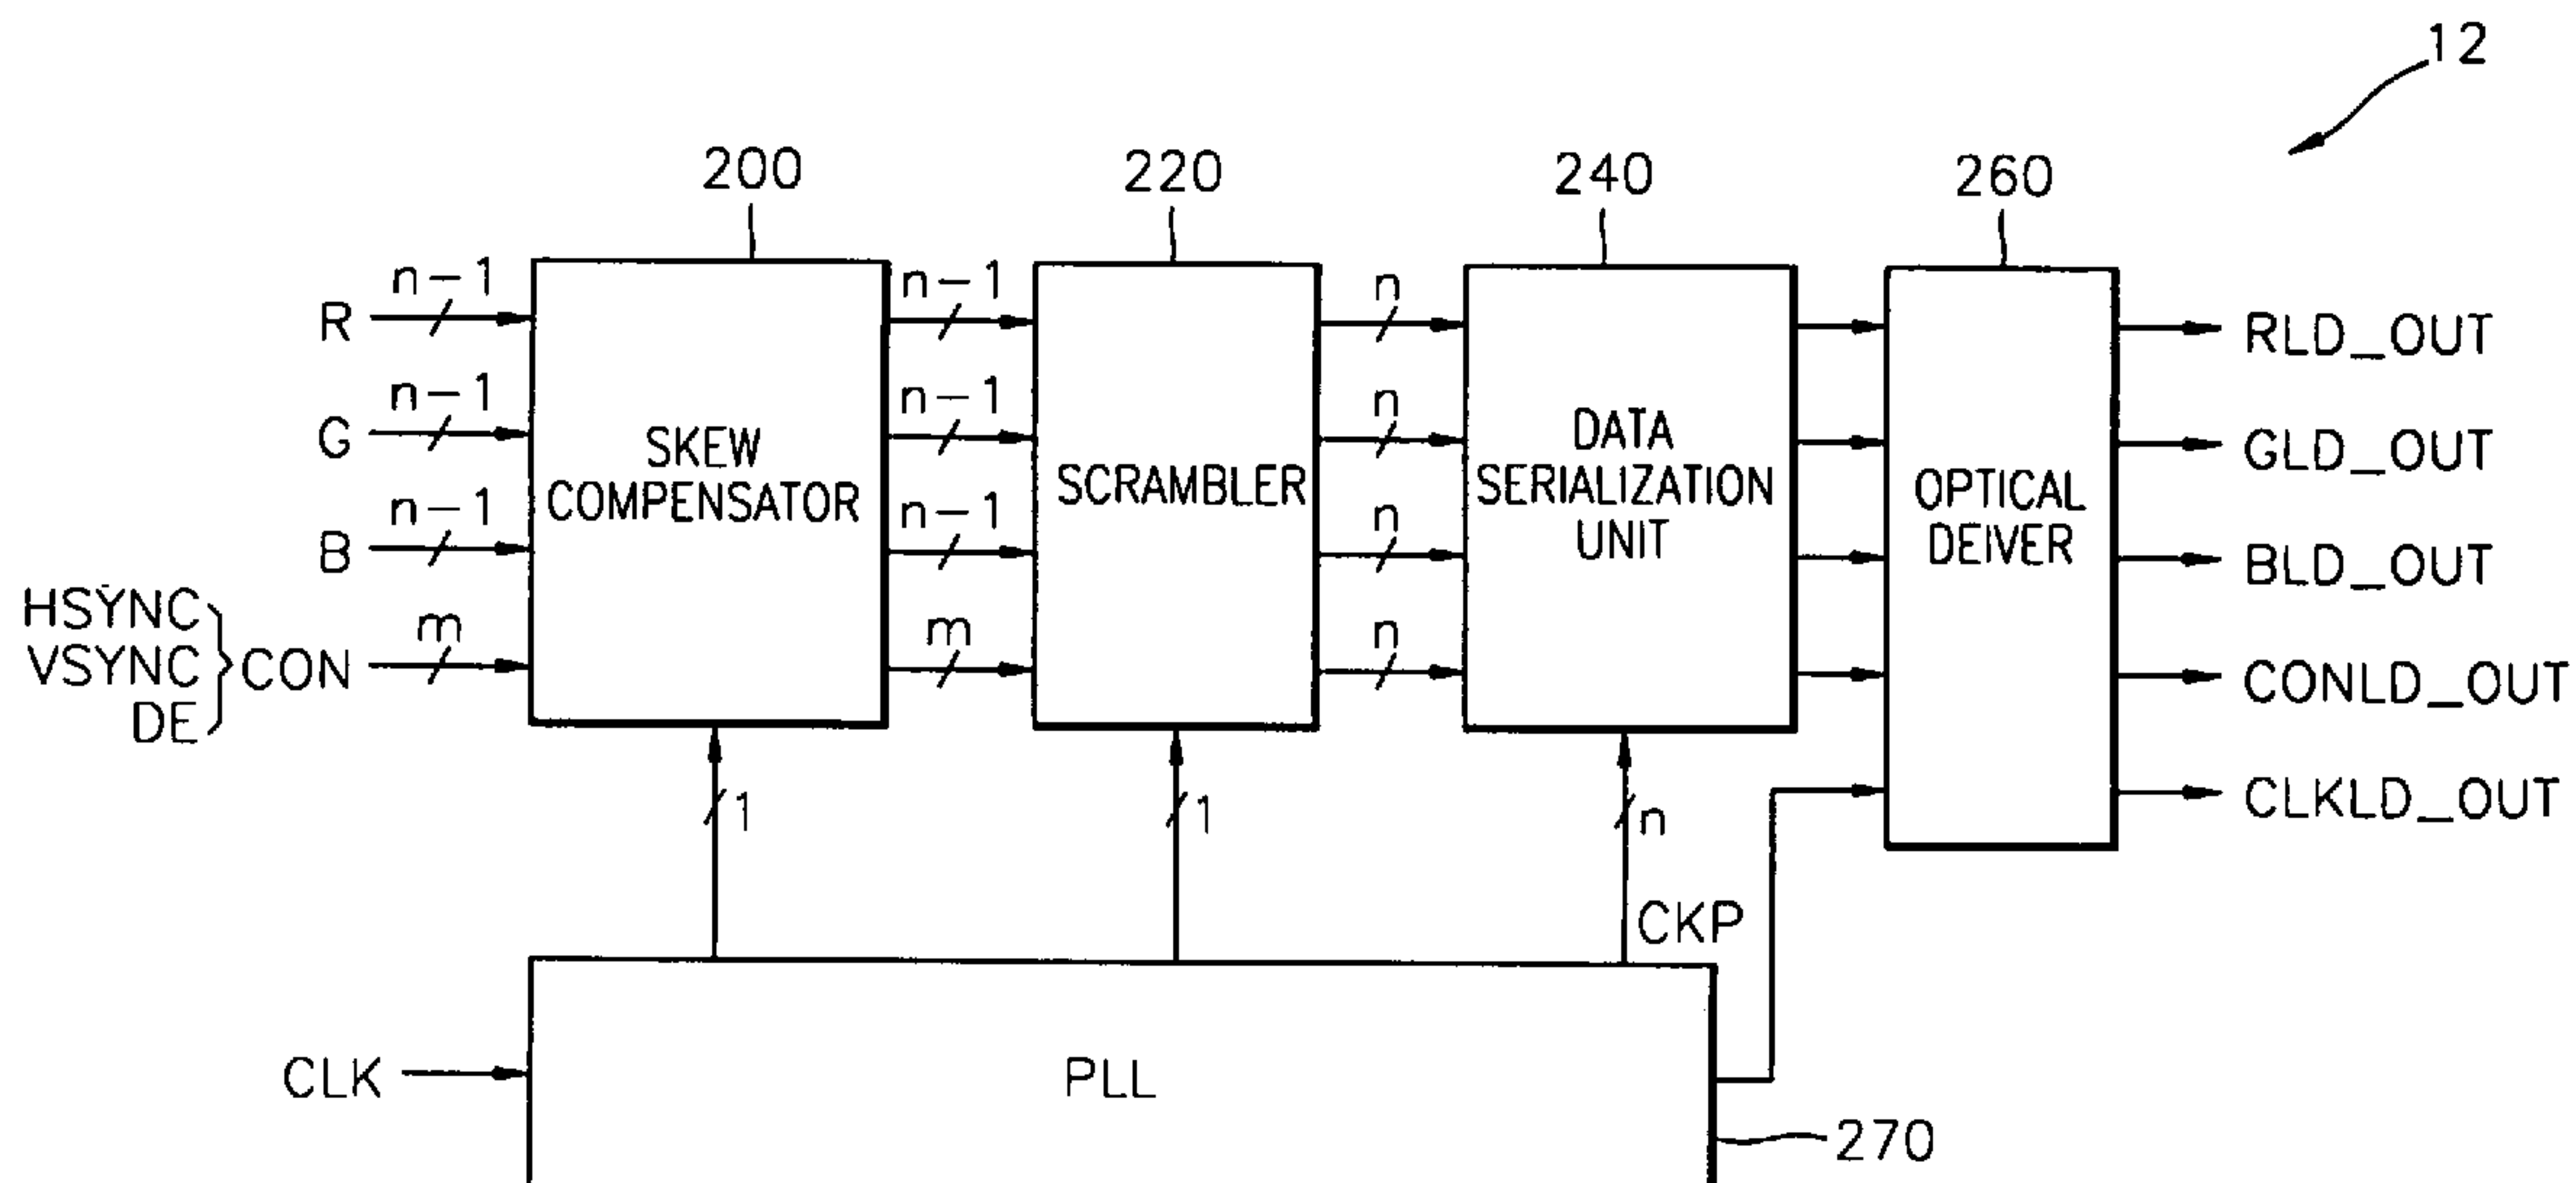 12
200
220
240
260
R
n-1
n-1
n
RLD_OUT
G
n-1
n-1
n
GLD_OUT
B
n-1
n-1
n
BLD_OUT
HSYNC
VSYNC
DE
CON
m
m
n
CONLD_OUT
CLKLD_OUT
SKEW
COMPENSATOR
SCRAMBLER
DATA
SERIALIZATION
UNIT
OPTICAL
DEIVER
1
1
n
CKP
CLK
PLL
270